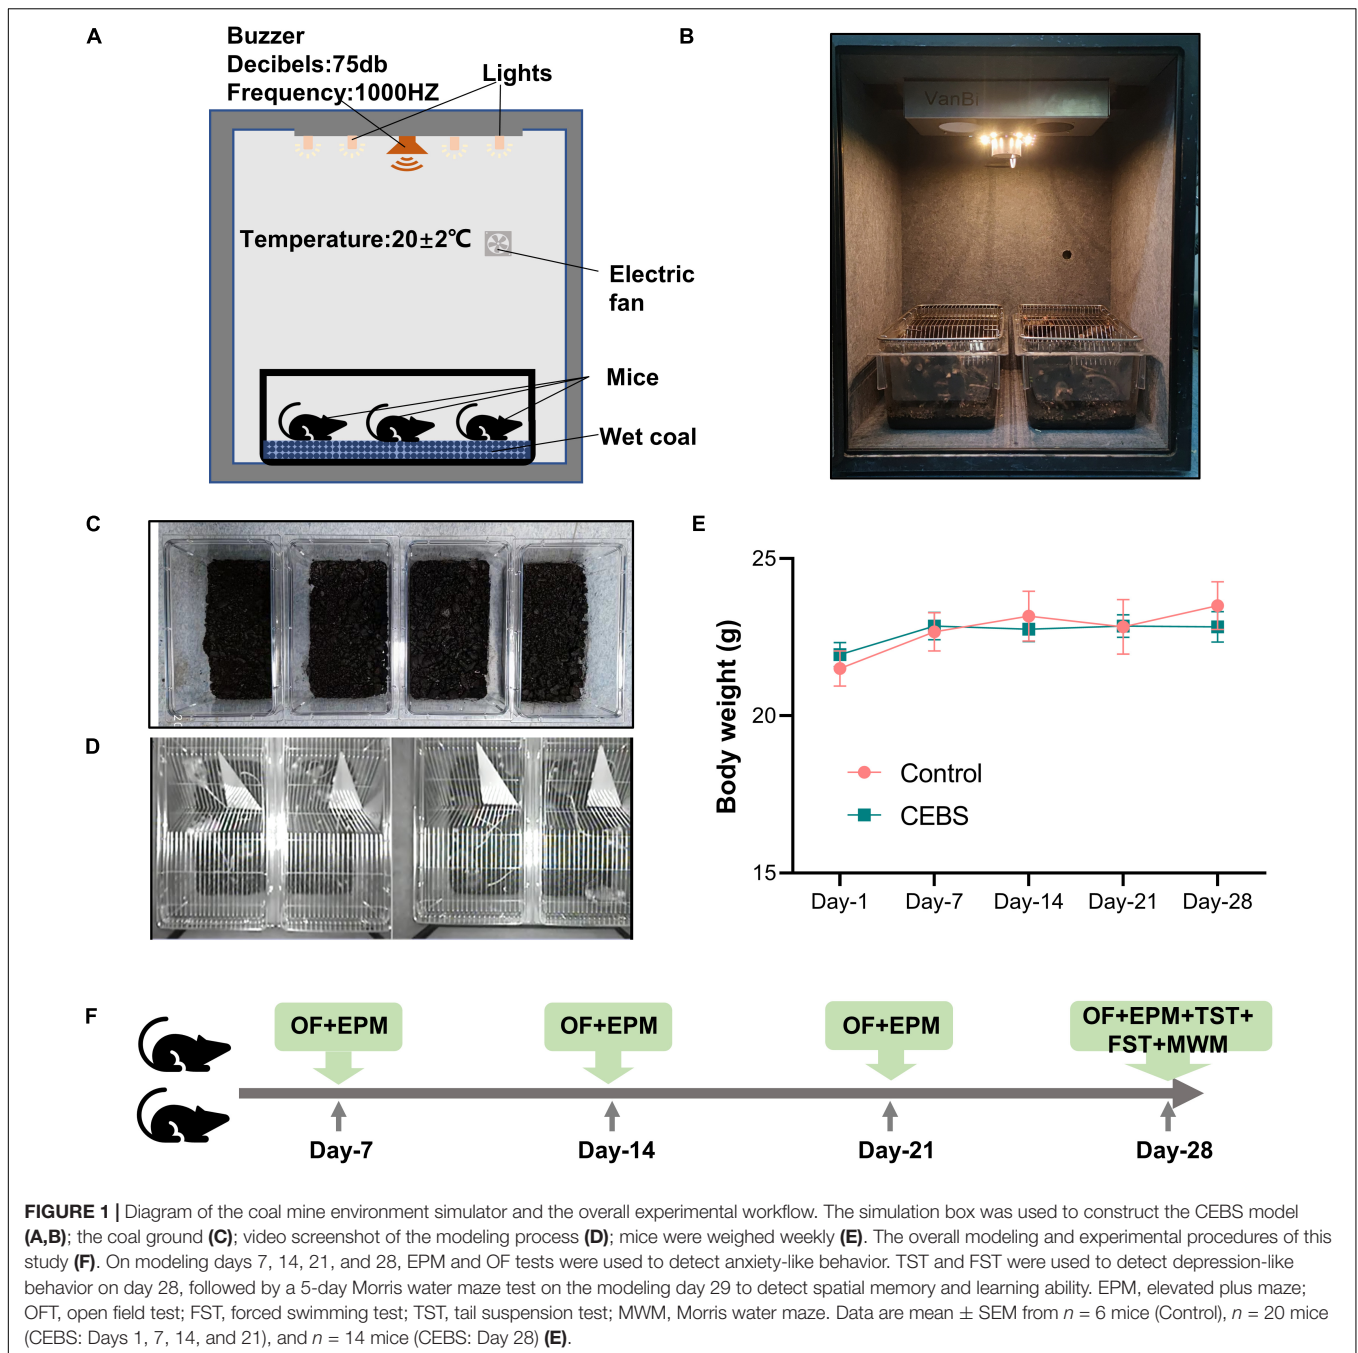 A
Buzzer
Decibels:75db
Frequency:1000HZ
Lights
Temperature:20±2℃
Electric
fan
Mice
Wet coal
B
VanBi
C
D
E
25
20
15
Body weight (g)
Control
CEBS
Day-1 Day-7 Day-14 Day-21 Day-28
F
OF+EPM OF+EPM OF+EPM OF+EPM+TST+
FST+MWM
Day-7 Day-14 Day-21 Day-28
FIGURE 1 | Diagram of the coal mine environment simulator and the overall experimental workflow. The simulation box was used to construct the CEBS model
(A,B); the coal ground (C); video screenshot of the modeling process (D); mice were weighed weekly (E). The overall modeling and experimental procedures of this
study (F). On modeling days 7, 14, 21, and 28, EPM and OF tests were used to detect anxiety-like behavior. TST and FST were used to detect depression-like
behavior on day 28, followed by a 5-day Morris water maze test on the modeling day 29 to detect spatial memory and learning ability. EPM, elevated plus maze;
OFT, open field test; FST, forced swimming test; TST, tail suspension test; MWM, Morris water maze. Data are mean ± SEM from n = 6 mice (Control), n = 20 mice
(CEBS: Days 1, 7, 14, and 21), and n = 14 mice (CEBS: Day 28) (E).